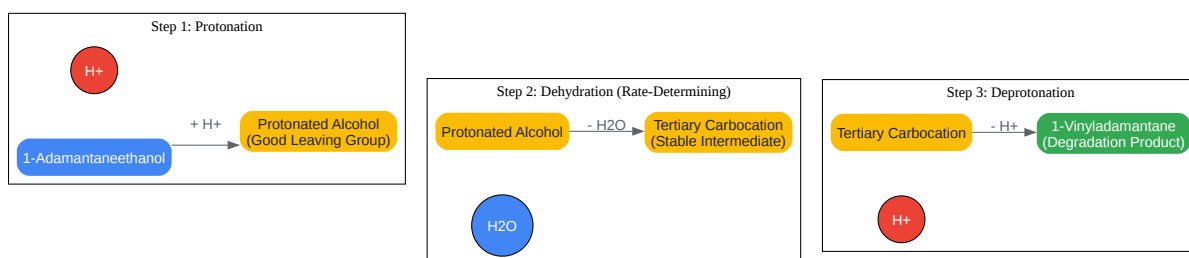 Step 1: Protonation
H+
+ H+
1-Adamantaneethanol
Protonated Alcohol
(Good Leaving Group)
Step 2: Dehydration (Rate-Determining)
Protonated Alcohol
- H2O
Tertiary Carbocation
(Stable Intermediate)
H2O
Step 3: Deprotonation
Tertiary Carbocation
- H+
1-Vinyladamantane
(Degradation Product)
H+